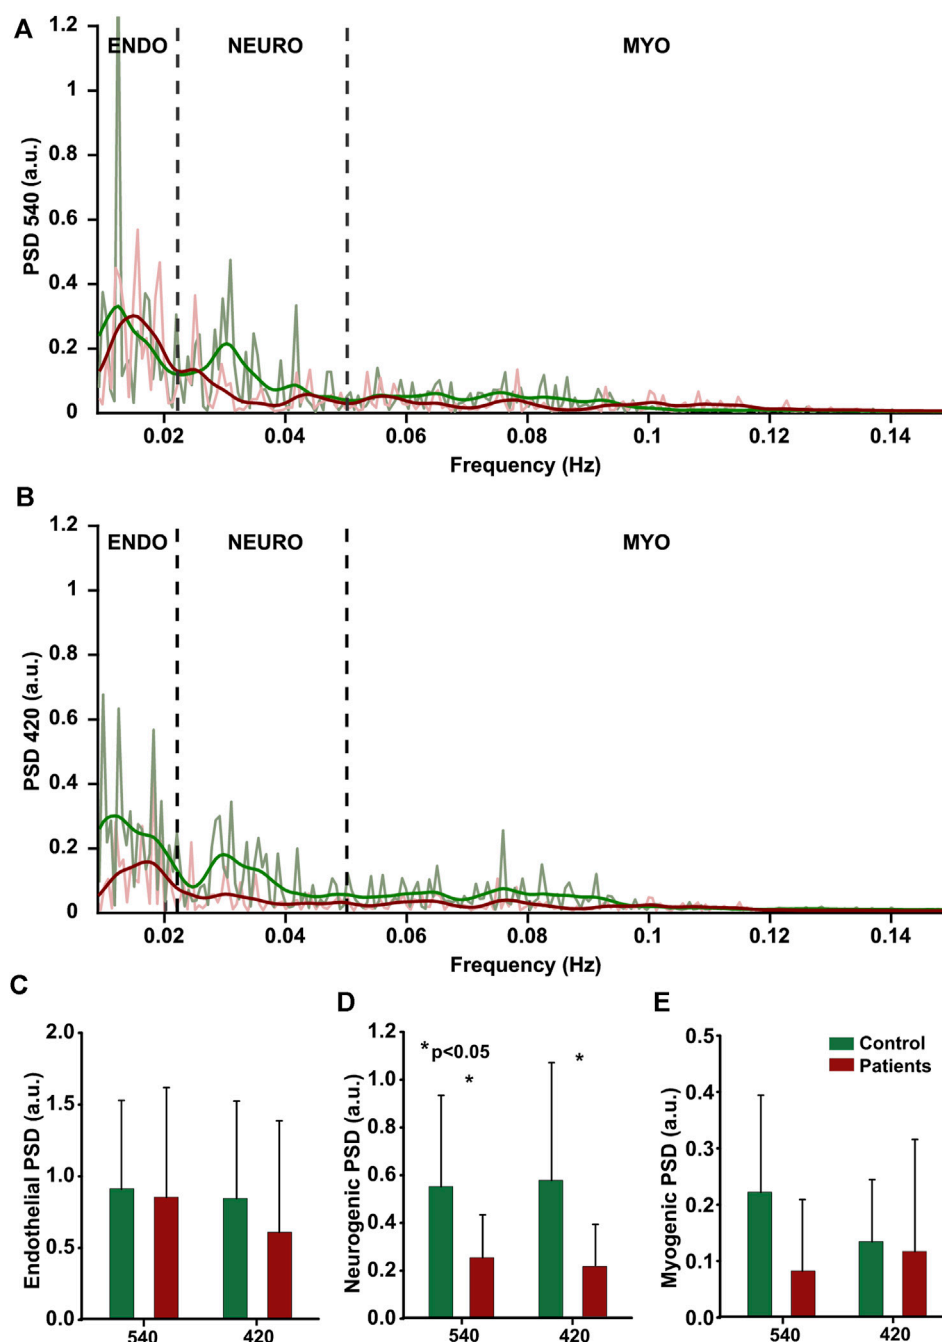 A
ENDO NEURO MYO
1.2
1
0.8
0.6
0.4
0.2
0
PSD 540 (a.u.)
0.02 0.04 0.06 0.08 0.1 0.12 0.14
Frequency (Hz)
B
ENDO NEURO MYO
1.2
1
0.8
0.6
0.4
0.2
0
PSD 420 (a.u.)
0.02 0.04 0.06 0.08 0.1 0.12 0.14
Frequency (Hz)
C
2.0
1.5
1.0
0.5
0.0
Endothelial PSD (a.u.)
540 420
D
1.2
1.0
0.8
0.6
0.4
0.2
0.0
Neurogenic PSD (a.u.)
* p<0.05
*
*
540 420
E
0.5
0.4
0.3
0.2
0.1
0.0
Myogenic PSD (a.u.)
Control
Patients
540 420